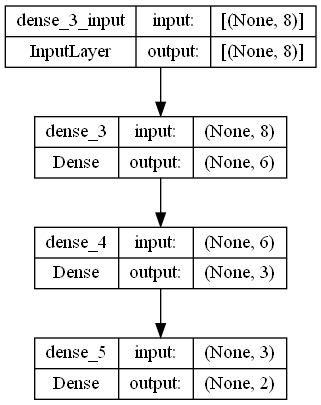 dense_3_input input: [(None, 8)]
InputLayer output: [(None, 8)]
dense_3 input: (None, 8)
Dense output: (None, 6)
dense_4 input: (None, 6)
Dense output: (None, 3)
dense_5 input: (None, 3)
Dense output: (None, 2)